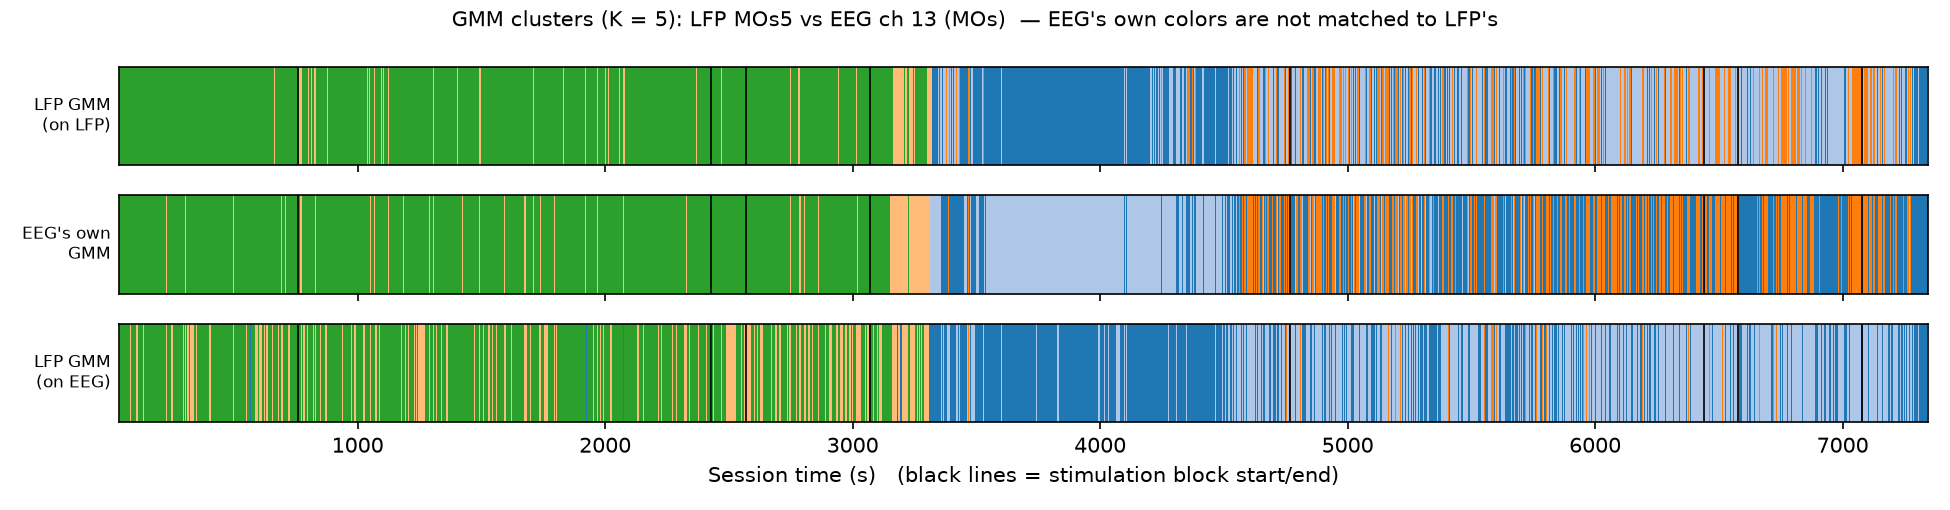 GMM clusters (K = 5): LFP MOs5 vs EEG ch 13 (MOs)  — EEG's own colors are not matched to LFP's
LFP GMM
(on LFP)
EEG's own
GMM
LFP GMM
(on EEG)
1000 2000 3000 4000 5000 6000 7000
Session time (s)   (black lines = stimulation block start/end)